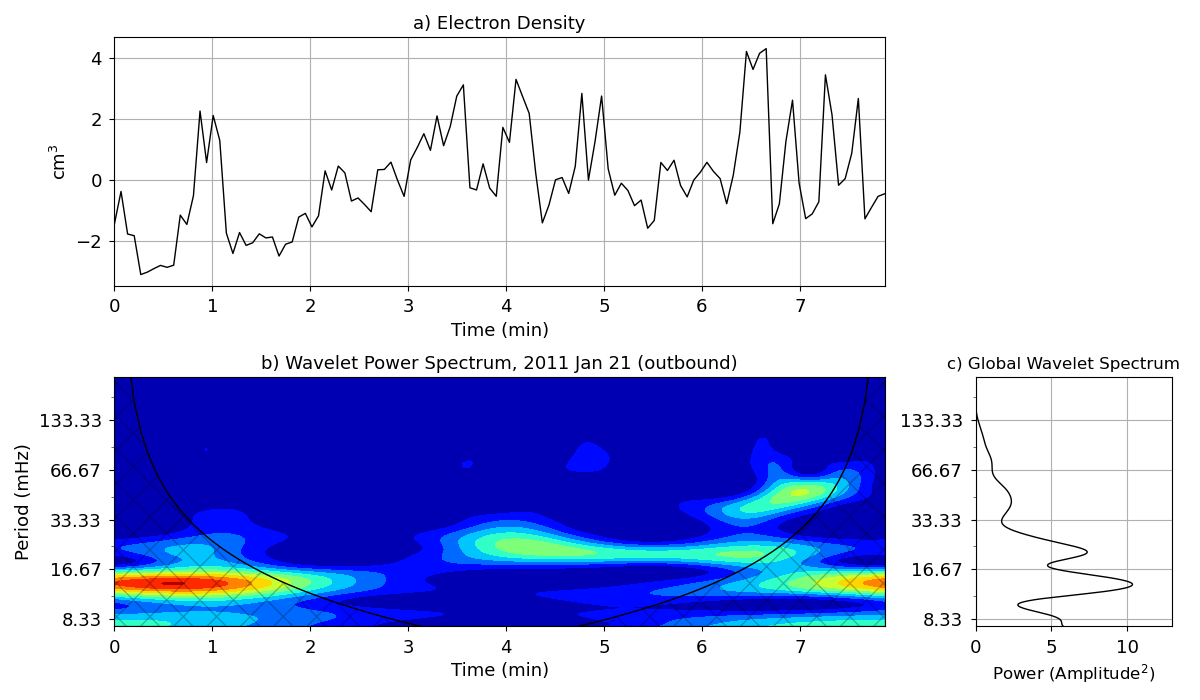 a) Electron Density
4
2
0
−2
cm³
0 1 2 3 4 5 6 7
Time (min)
b) Wavelet Power Spectrum, 2011 Jan 21 (outbound)
133.33
66.67
33.33
16.67
8.33
Period (mHz)
0 1 2 3 4 5 6 7
Time (min)
c) Global Wavelet Spectrum
133.33
66.67
33.33
16.67
8.33
0 5 10
Power (Amplitude²)